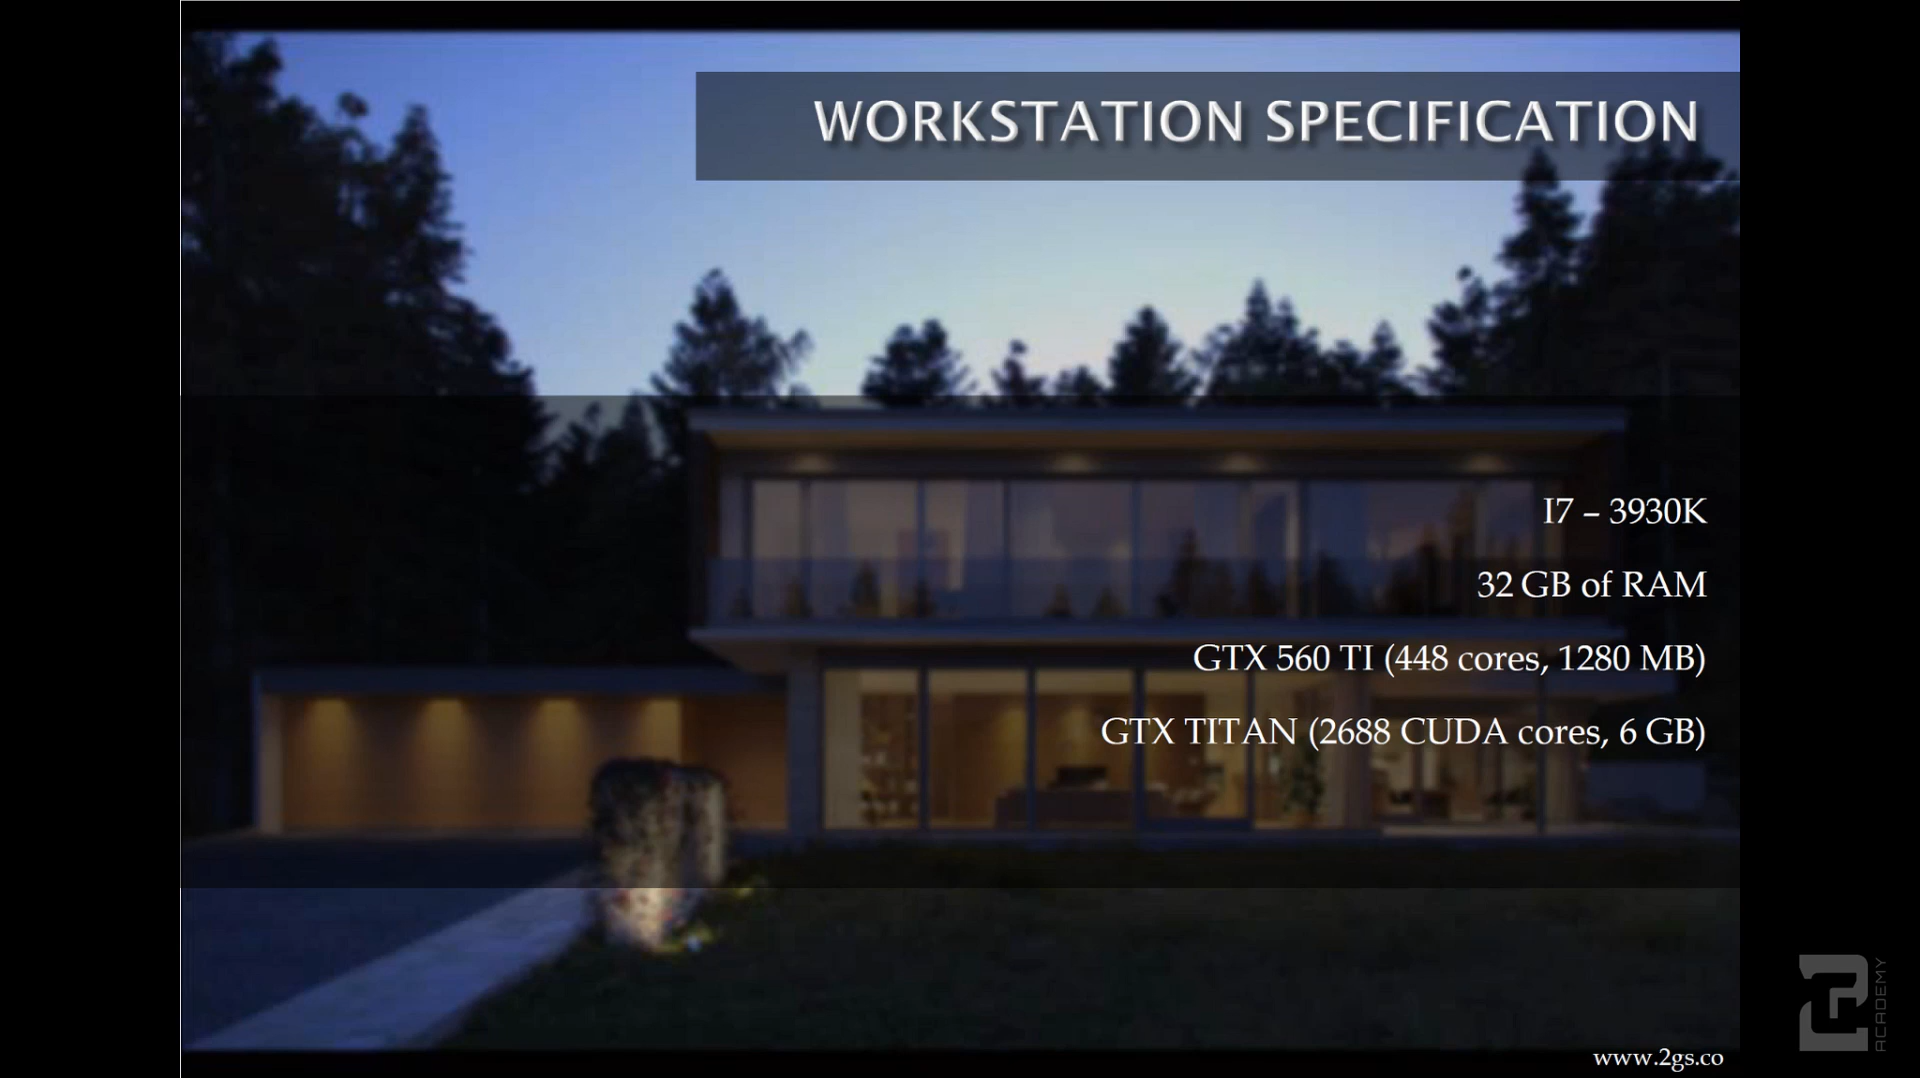 WORKSTATION SPECIFICATION
I7 – 3930K
32 GB of RAM
GTX 560 TI (448 cores, 1280 MB)
GTX TITAN (2688 CUDA cores, 6 GB)
www.2gs.co
ACADEMY